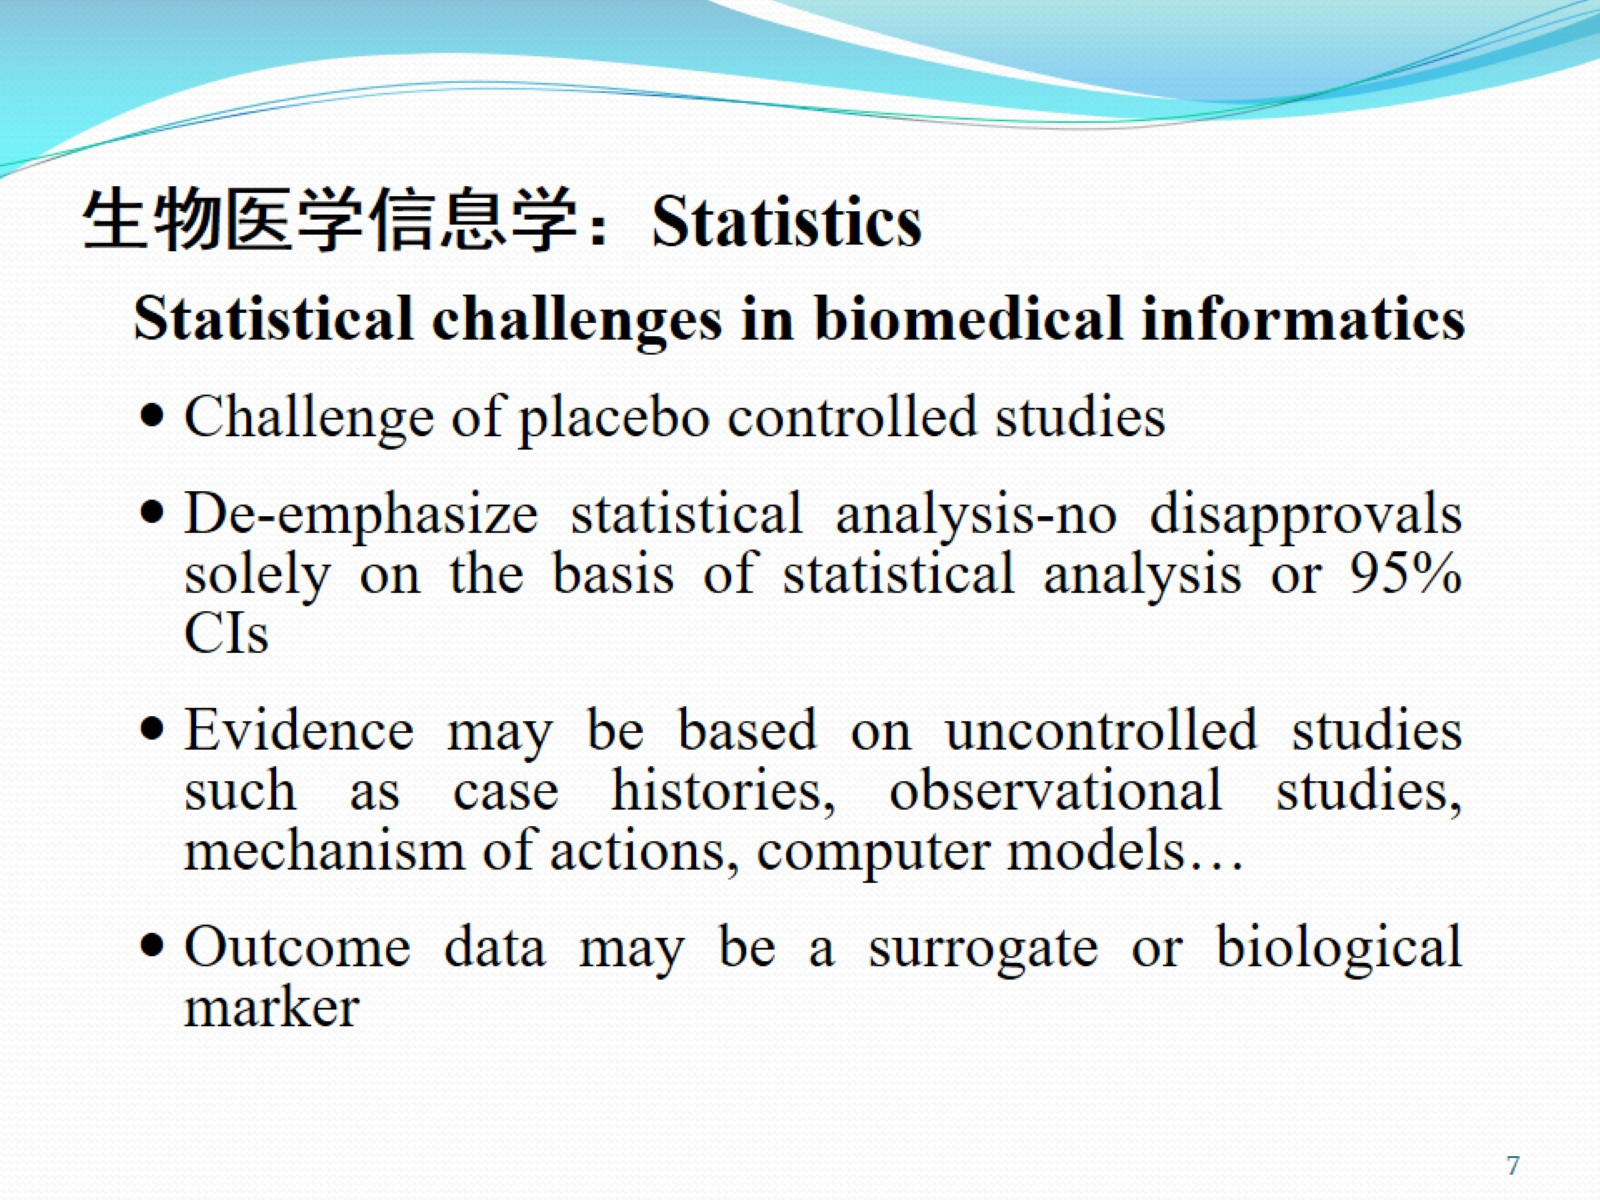 生物医学信息学：Statistics
Statistical challenges in biomedical informatics
• Challenge of placebo controlled studies
• De-emphasize statistical analysis-no disapprovals
solely on the basis of statistical analysis or 95%
CIs
• Evidence may be based on uncontrolled studies
such as case histories, observational studies,
mechanism of actions, computer models…
• Outcome data may be a surrogate or biological
marker
7